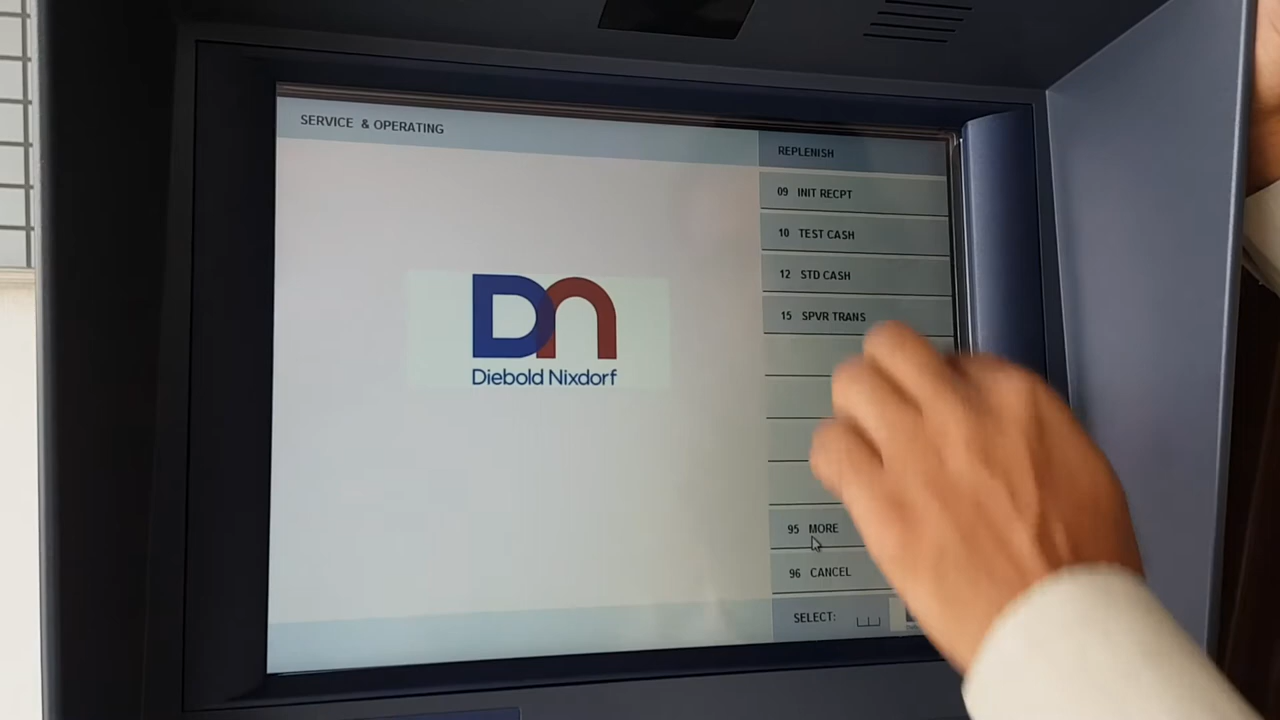 SERVICE & OPERATING
REPLENISH
09 INIT RECPT
10 TEST CASH
12 STD CASH
15 SPVR TRANS
DN
Diebold Nixdorf
95 MORE
96 CANCEL
SELECT: